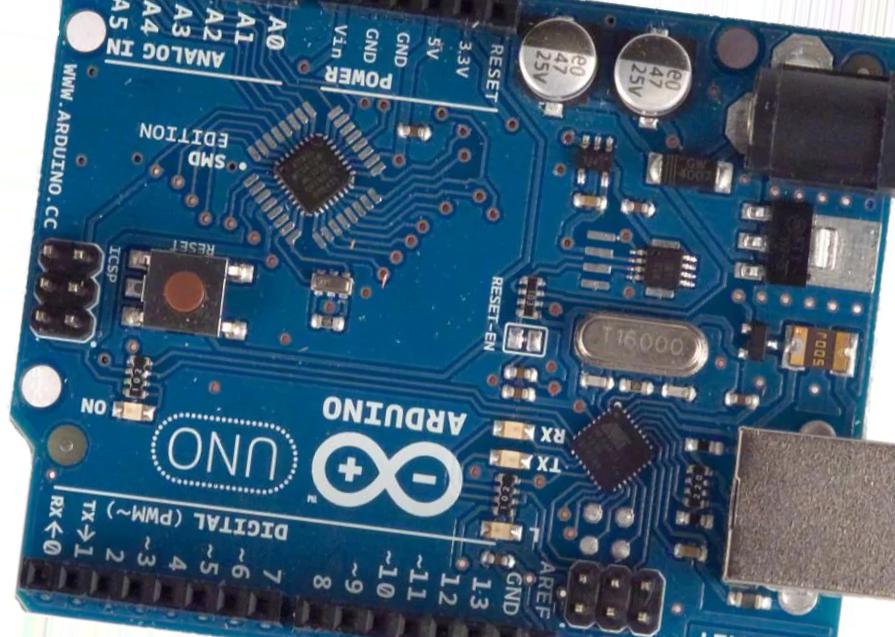 RESET
3.3V
5V
GND
GND
Vin
POWER
A0
A1
A2
A3
A4
A5
ANALOG IN
WWW.ARDUINO.CC
SMD
EDITION
e0
47
25V
e0
47
25V
ICSP
RESET
RESET-EN
T16000
ON
ARDUINO
UNO
TM
RX
TX
L
DIGITAL (PWM~)
RX←0
TX→1
2
~3
4
~5
~6
7
8
~9
~10
~11
12
13
GND
AREF